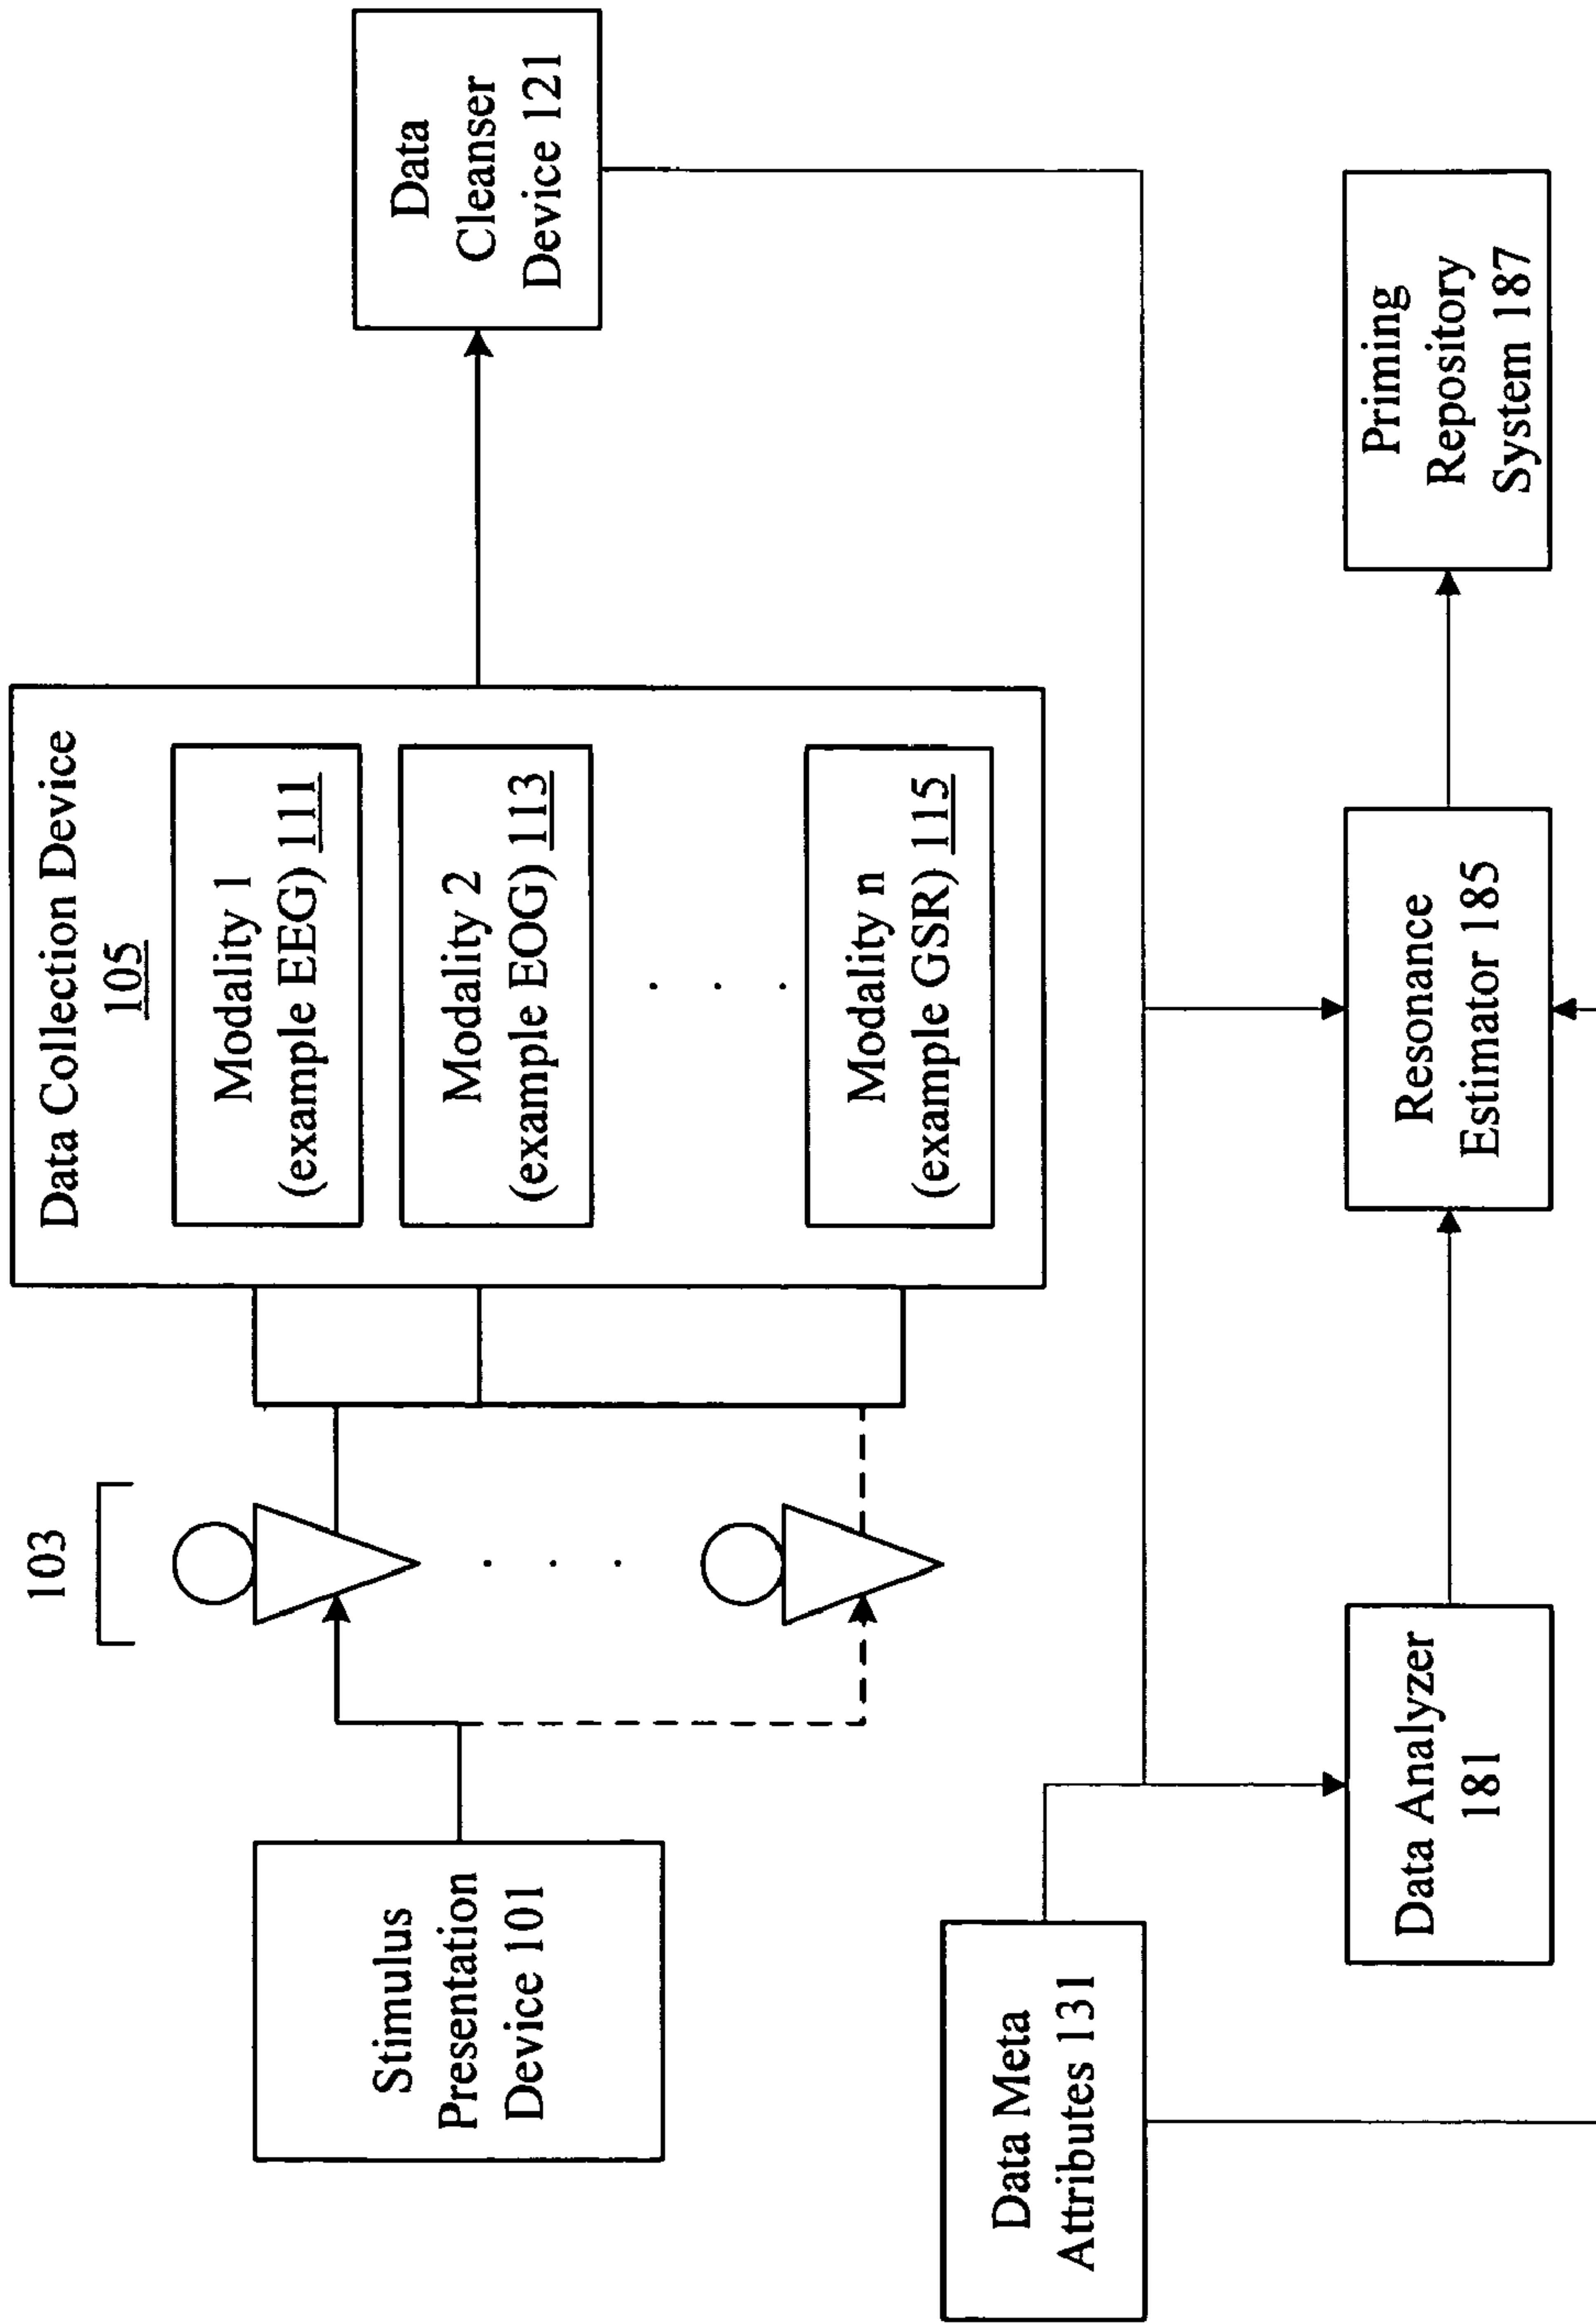 103
Stimulus
Presentation
Device 101
Data Collection Device
105
Modality 1
(example EEG) 111
Modality 2
(example EOG) 113
Modality n
(example GSR) 115
Data
Cleanser
Device 121
Data Meta
Attributes 131
Data Analyzer
181
Resonance
Estimator 185
Priming
Repository
System 187